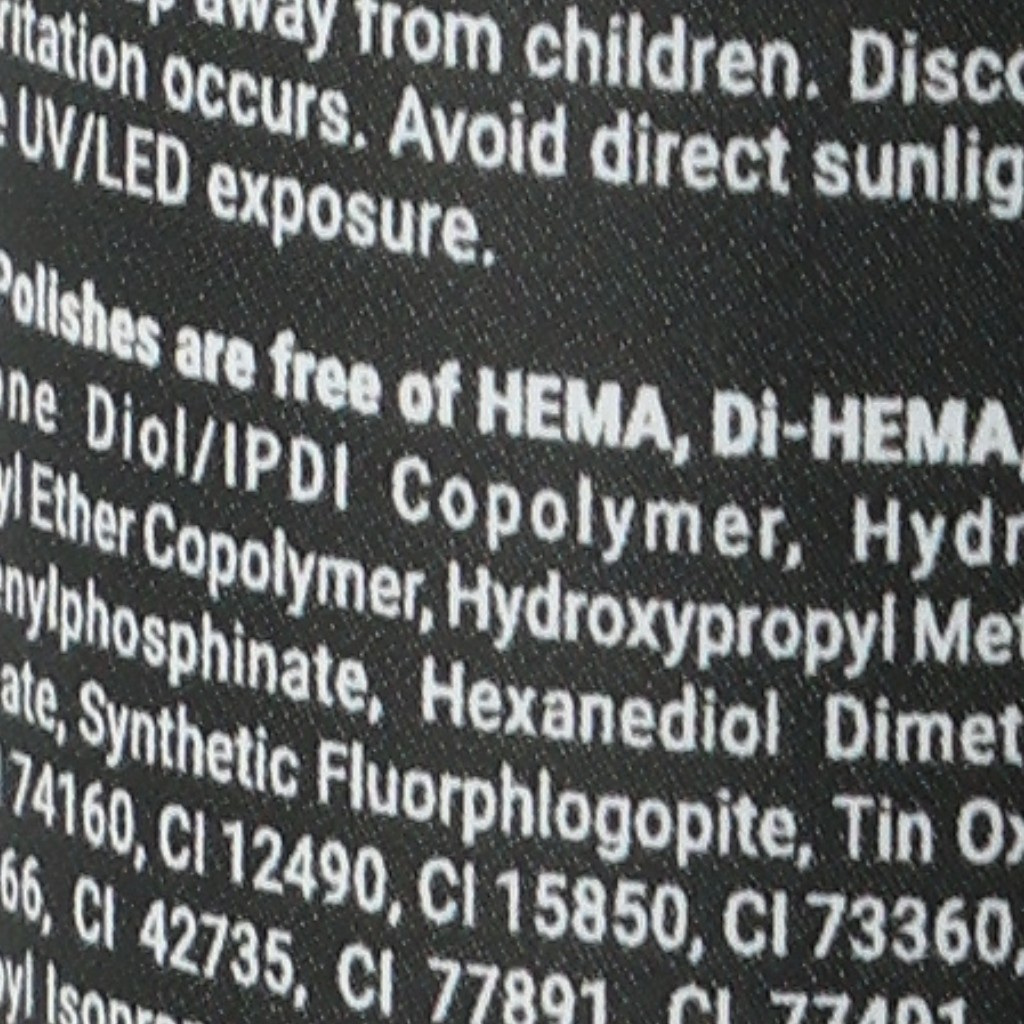 away from children. Disco
ritation occurs. Avoid direct sunlig
UV/LED exposure.
Polishes are free of HEMA, Di-HEMA,
one Diol/IPDI Copolymer, Hydr
yl Ether Copolymer, Hydroxypropyl Met
enylphosphinate, Hexanediol Dimet
ate, Synthetic Fluorphlogopite, Tin Ox
74160, CI 12490, CI 15850, CI 73360,
66, CI 42735, CI 77891, CI 77491,